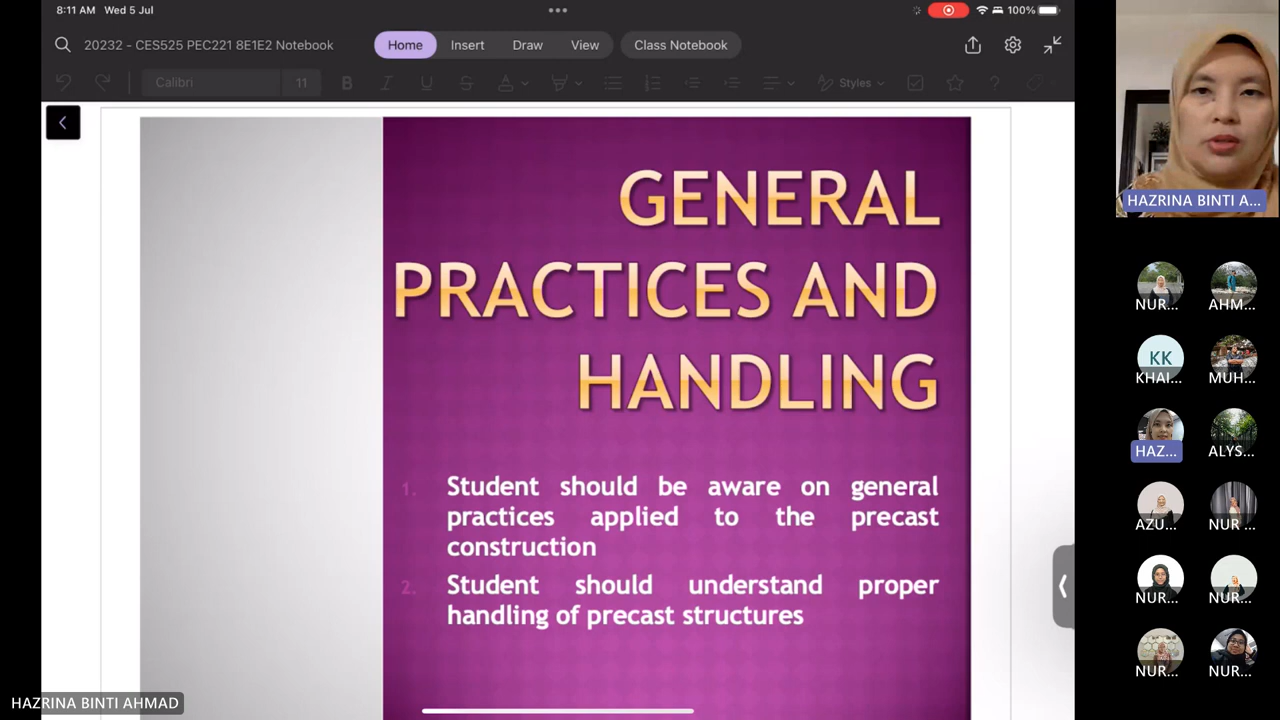 8:11 AM Wed 5 Jul
100%
20232 - CES525 PEC221 8E1E2 Notebook
Home Insert Draw View Class Notebook
Calibri 11 B I U S A Styles ?
GENERAL
PRACTICES AND
HANDLING
1. Student should be aware on general
practices applied to the precast
construction
2. Student should understand proper
handling of precast structures
HAZRINA BINTI AHMAD
HAZRINA BINTI A...
NUR... AHM...
KK
KHAI... MUH...
HAZ... ALYS...
AZU... NUR ...
NUR... NUR...
NUR... NUR...